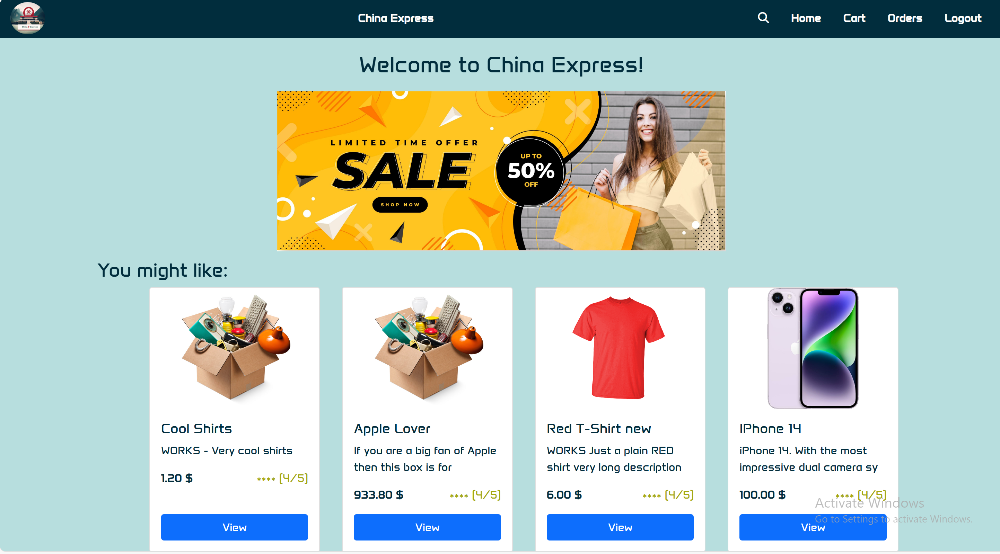 China Express
China Express
Home
Cart
Orders
Logout
Welcome to China Express!
LIMITED TIME OFFER
SALE
SHOP NOW
UP TO
50%
OFF
You might like:
Cool Shirts
WORKS - Very cool shirts
1.20 $
**** (4/5)
View
Apple Lover
If you are a big fan of Apple
then this box is for
933.80 $
**** (4/5)
View
Red T-Shirt new
WORKS Just a plain RED
shirt very long description
6.00 $
**** (4/5)
View
IPhone 14
iPhone 14. With the most
impressive dual camera sy
100.00 $
**** (4/5)
View
Activate Windows
Go to Settings to activate Windows.